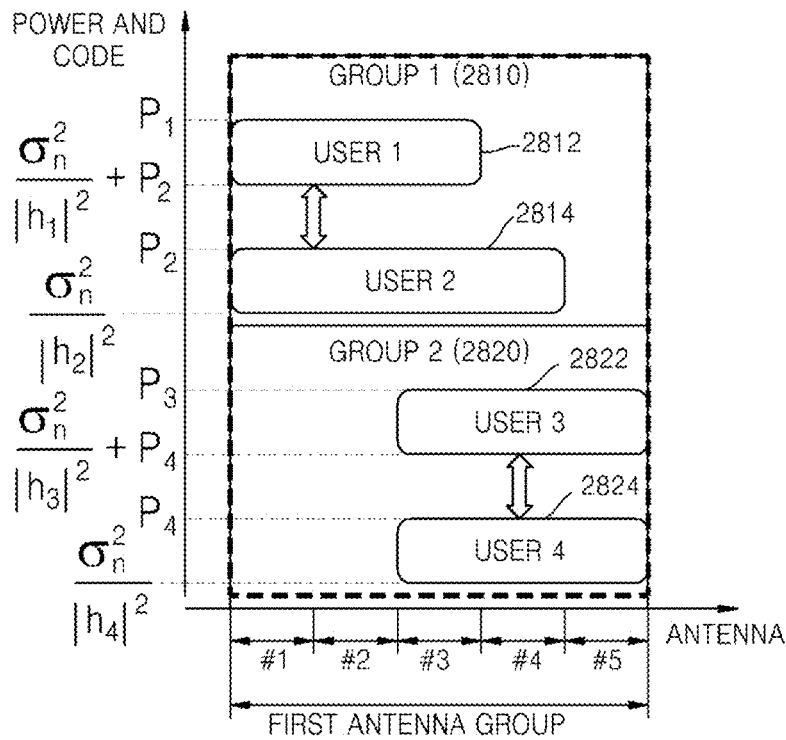 POWER AND
CODE
GROUP 1 (2810)
P₁
USER 1
2812
σₙ²/|h₁|² + P₂
2814
P₂
USER 2
σₙ²/|h₂|²
GROUP 2 (2820)
2822
P₃
USER 3
σₙ²/|h₃|² + P₄
2824
P₄
USER 4
σₙ²/|h₄|²
ANTENNA
#1 #2 #3 #4 #5
FIRST ANTENNA GROUP